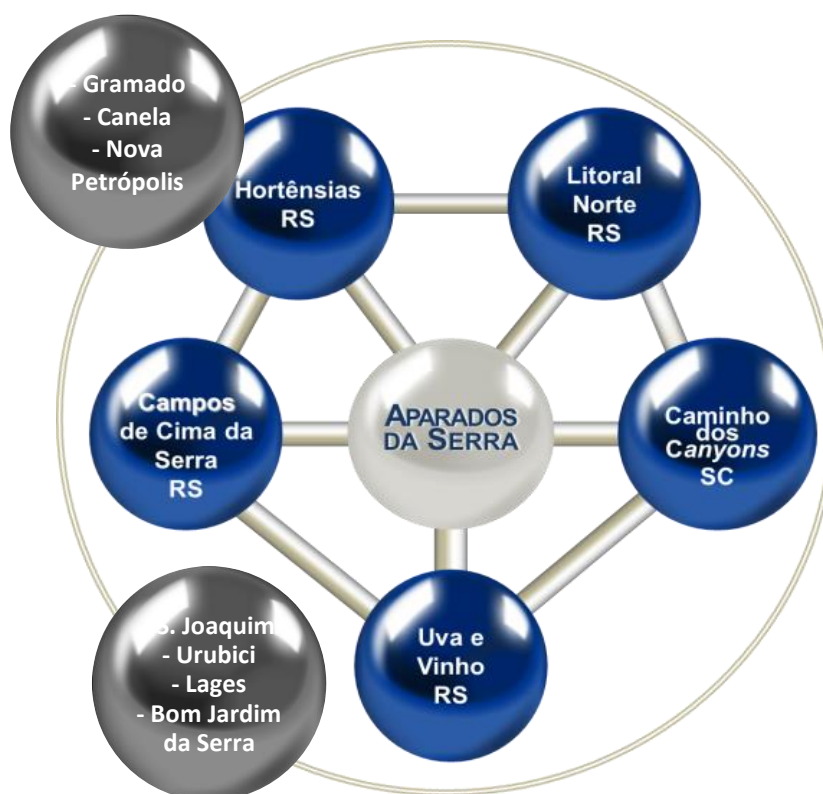 - Gramado
- Canela
- Nova
Petrópolis
Hortênsias
RS
Litoral
Norte
RS
Campos
de Cima da
Serra
RS
APARADOS
DA SERRA
Caminho
dos
Canyons
SC
S. Joaquim
- Urubici
- Lages
- Bom Jardim
da Serra
Uva e
Vinho
RS